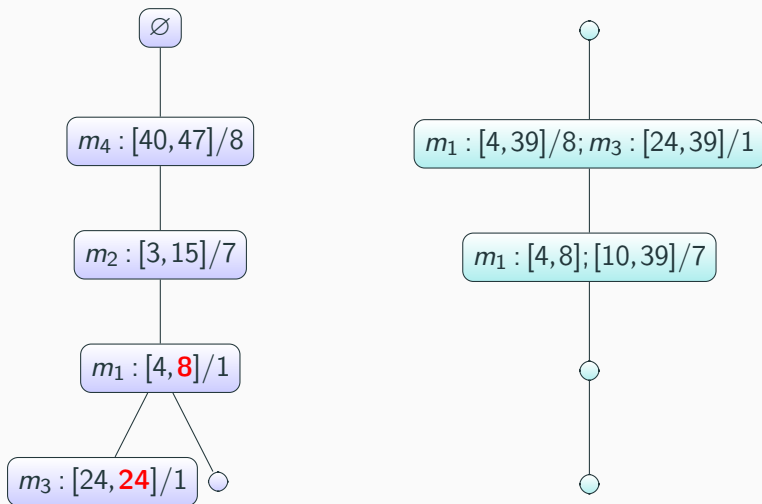 ∅
m₄ : [40, 47]/8
m₁ : [4, 39]/8; m₃ : [24, 39]/1
m₂ : [3, 15]/7
m₁ : [4, 8]; [10, 39]/7
m₁ : [4, 8]/1
m₃ : [24, 24]/1